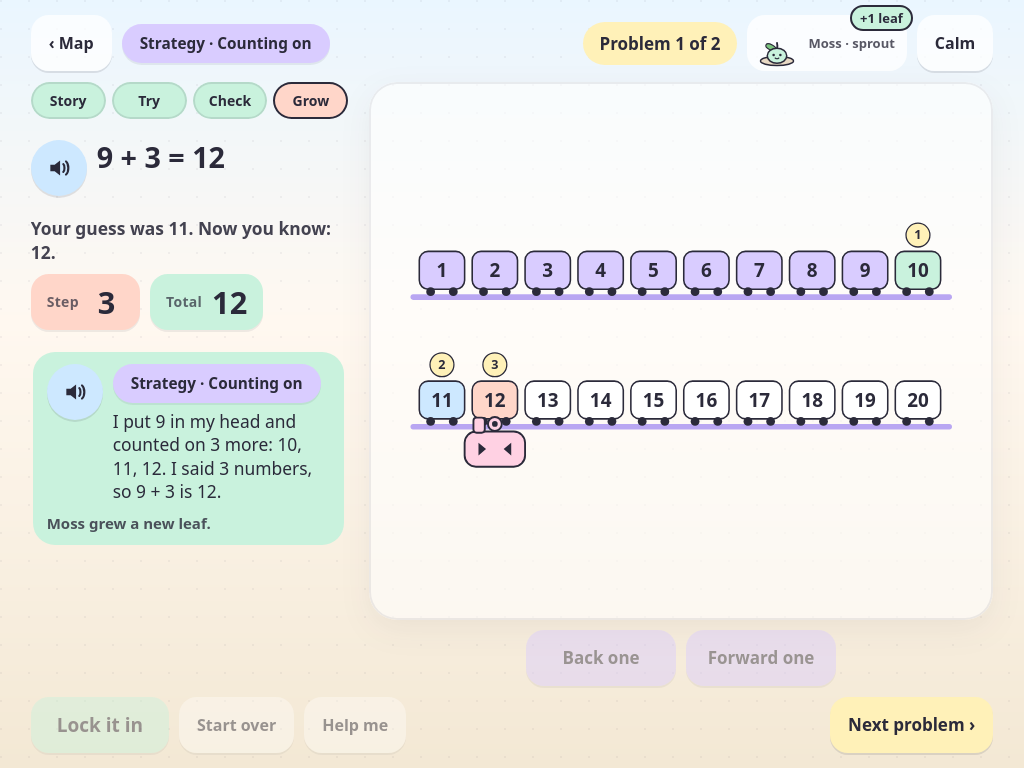 ‹ Map
Strategy · Counting on
Problem 1 of 2
+1 leaf
Moss · sprout
Calm
Story
Try
Check
Grow
9 + 3 = 12
Your guess was 11. Now you know:
12.
Step 3
Total 12
Strategy · Counting on
I put 9 in my head and
counted on 3 more: 10,
11, 12. I said 3 numbers,
so 9 + 3 is 12.
Moss grew a new leaf.
1
1 2 3 4 5 6 7 8 9 10
2 3
11 12 13 14 15 16 17 18 19 20
Back one
Forward one
Lock it in
Start over
Help me
Next problem ›